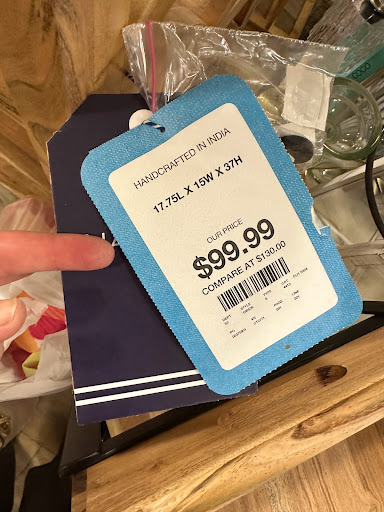 HANDCRAFTED IN INDIA
17.75L X 15W X 37H
OUR PRICE
$99.99
COMPARE AT $130.00